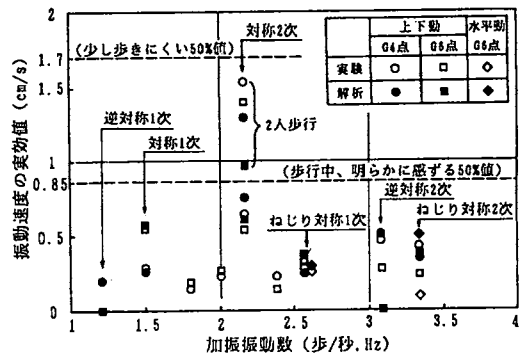 2
1.7
1.5
1
0.85
0.5
0
振動速度の実効値 (cm/s)
(少し歩きにくい50%値)
対称2次
上下動 水平動
G4点 G6点 G6点
実験
解析
逆対称1次
対称1次
2人歩行
(歩行中、明らかに感ずる50%値)
逆対称2次
ねじり対称1次
ねじり対称2次
1 1.5 2 2.5 3 3.5 4
加振振動数 (歩/秒,Hz)